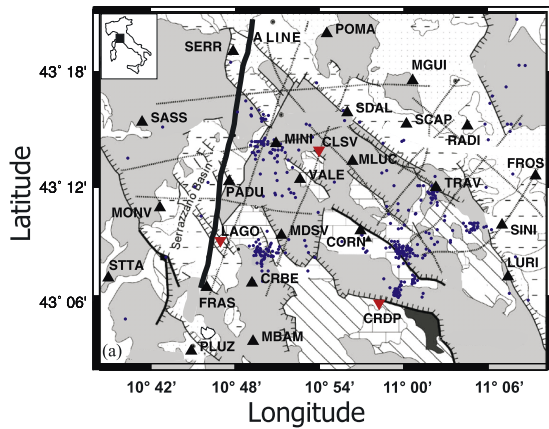 SERR
A LINE
POMA
43° 18'
MGUI
SASS
SDAL
SCAP
RADI
MINI
CLSV
MLUC
FROS
43° 12'
Serrazzano Basin
PADU
VALE
TRAV
MONV
LAGO
MDSV
CORN
SINI
STTA
LURI
43° 06'
FRAS
CRBE
CRDP
PLUZ
MBAM
(a)
10° 42'
10° 48'
10° 54'
11° 00'
11° 06'
Latitude
Longitude